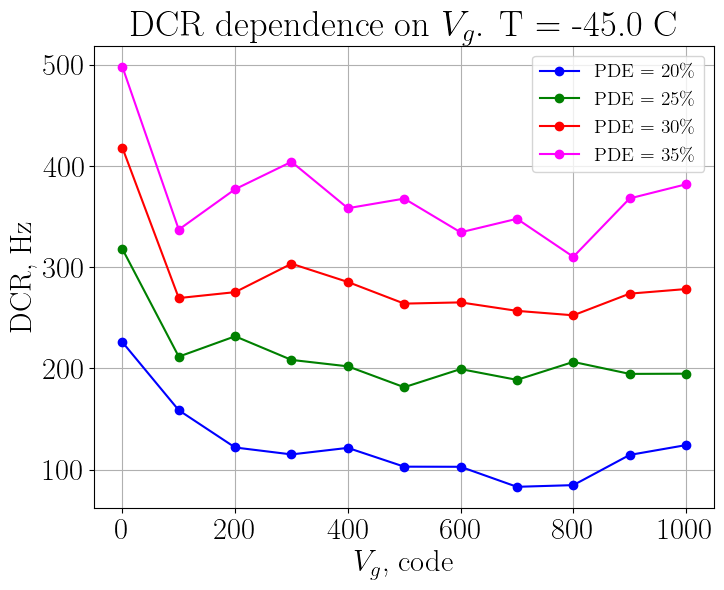 DCR dependence on V_g. T = -45.0 C
PDE = 20%
PDE = 25%
PDE = 30%
PDE = 35%
DCR, Hz
500
400
300
200
100
0 200 400 600 800 1000
V_g, code